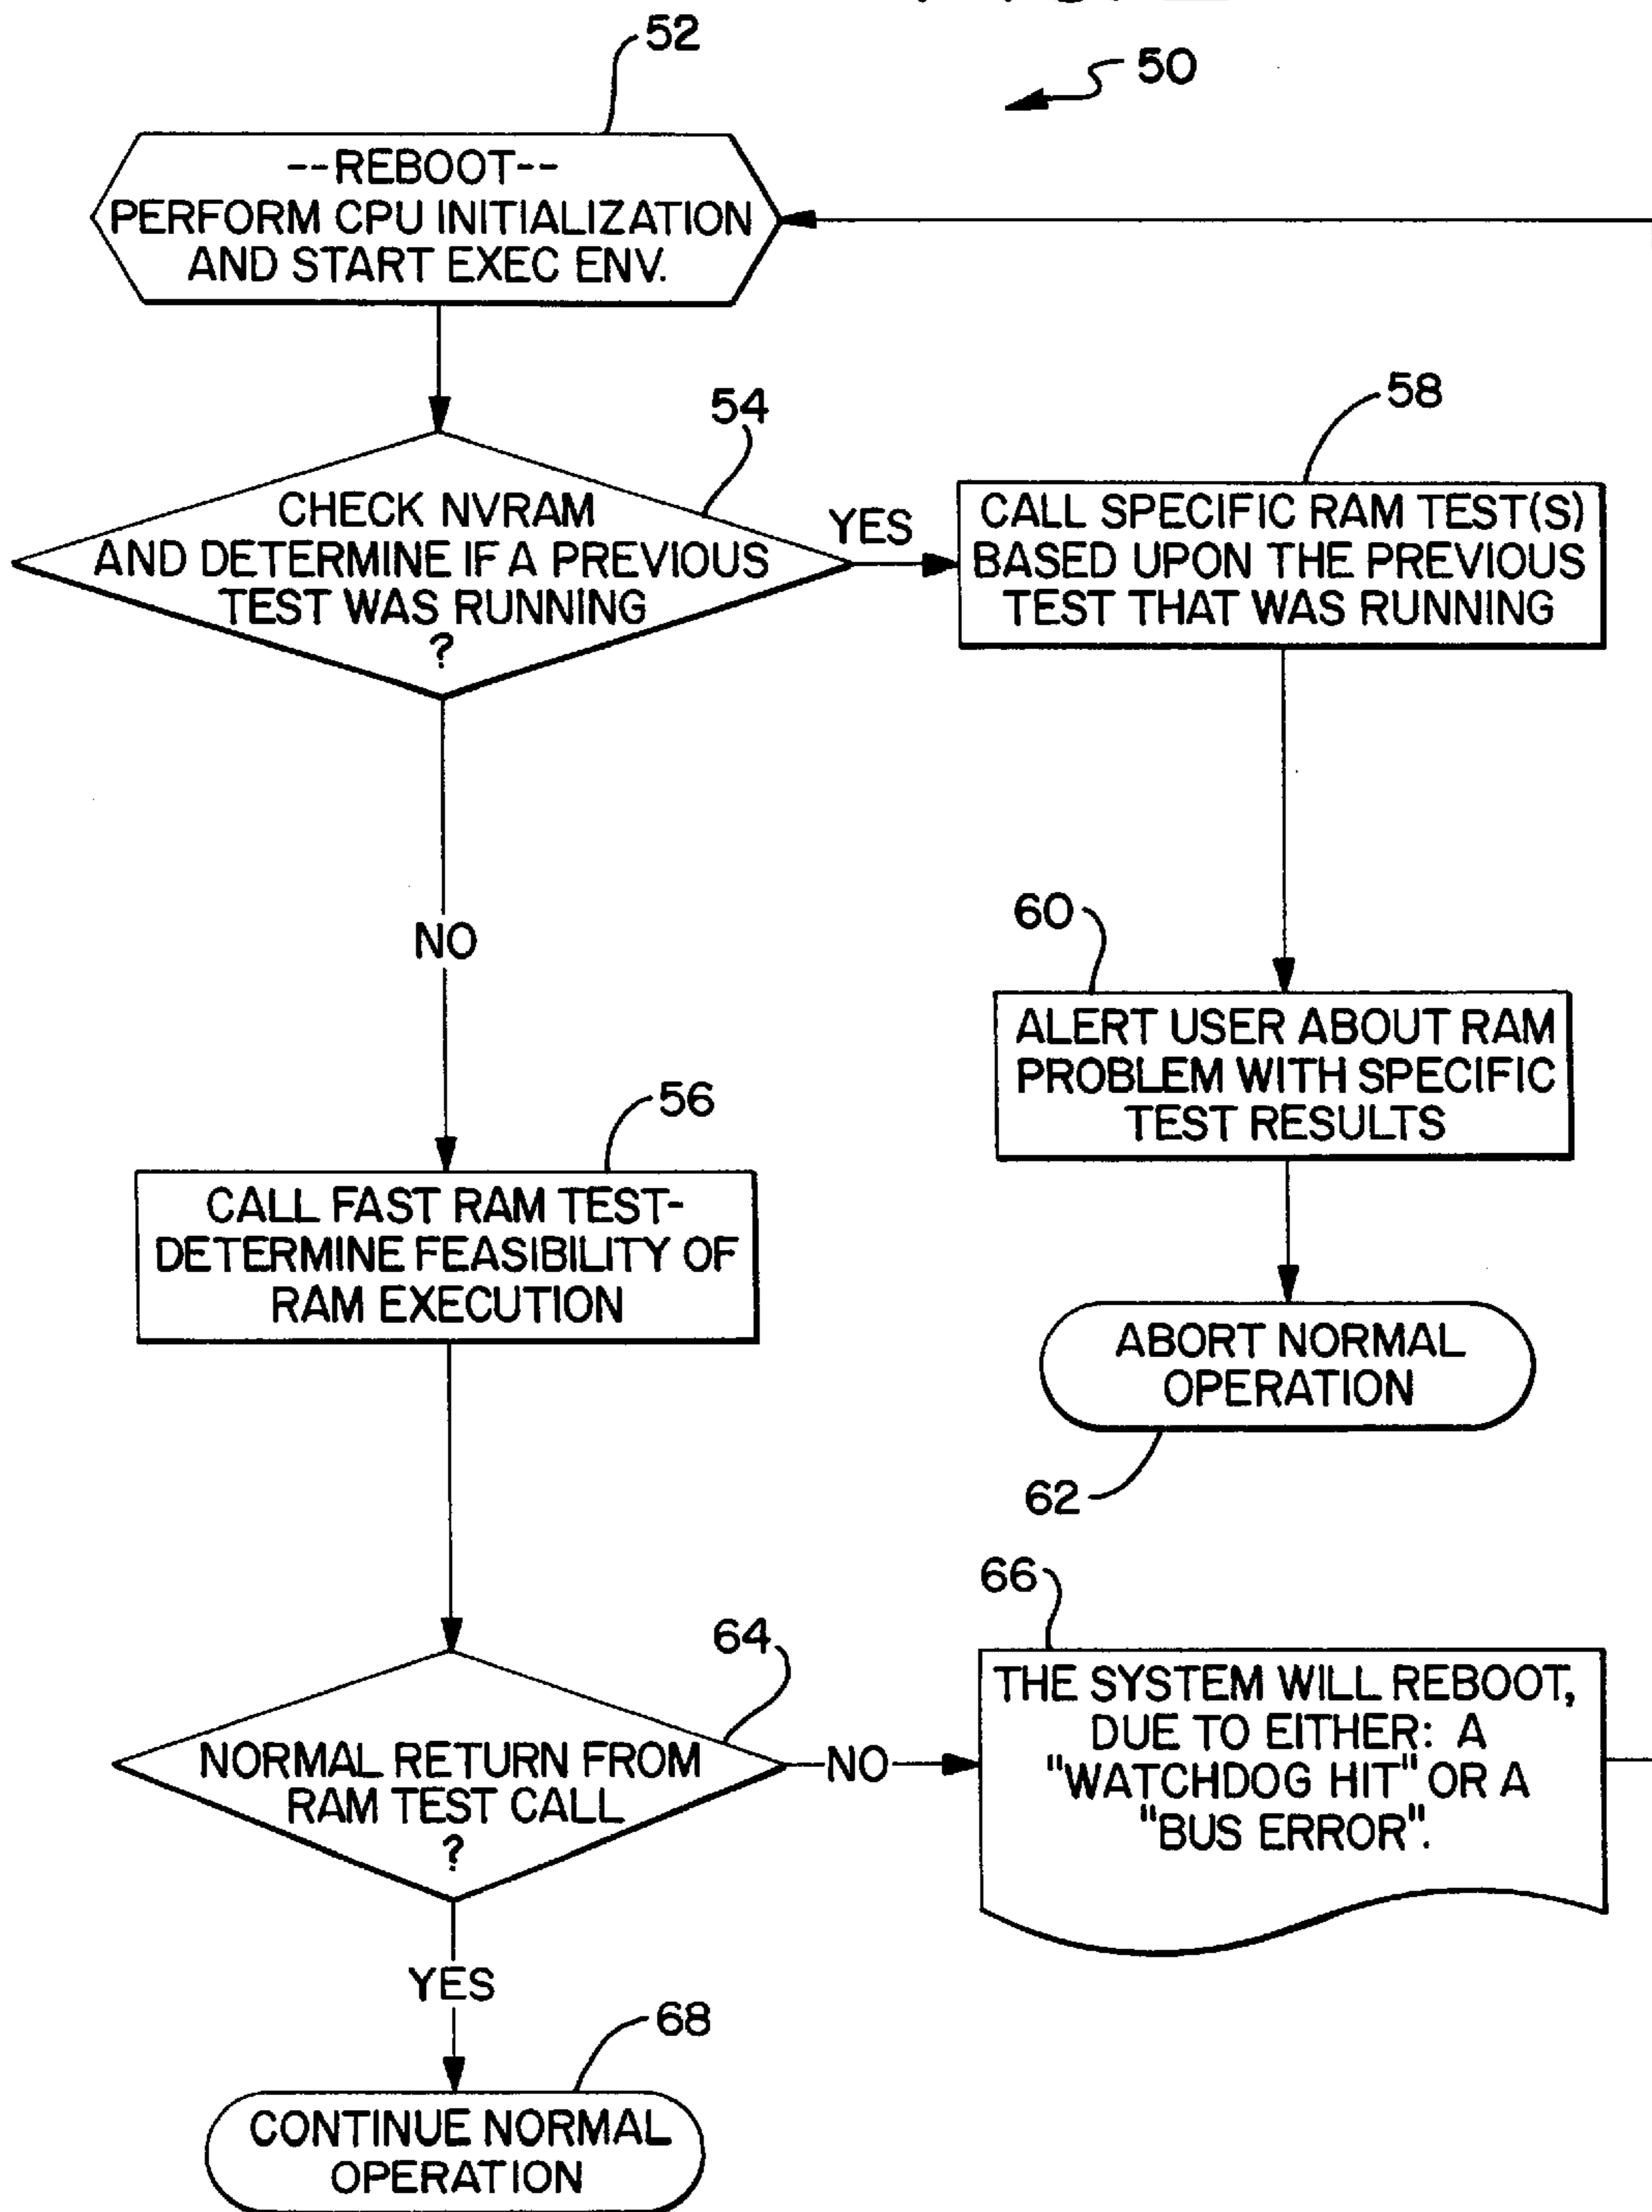 52
50
--REBOOT--
PERFORM CPU INITIALIZATION
AND START EXEC ENV.
54
58
CHECK NVRAM
AND DETERMINE IF A PREVIOUS
TEST WAS RUNNING
?
YES
CALL SPECIFIC RAM TEST(S)
BASED UPON THE PREVIOUS
TEST THAT WAS RUNNING
NO
60
ALERT USER ABOUT RAM
PROBLEM WITH SPECIFIC
TEST RESULTS
56
CALL FAST RAM TEST-
DETERMINE FEASIBILITY OF
RAM EXECUTION
ABORT NORMAL
OPERATION
62
64
66
NORMAL RETURN FROM
RAM TEST CALL
?
NO
THE SYSTEM WILL REBOOT,
DUE TO EITHER: A
"WATCHDOG HIT" OR A
"BUS ERROR".
YES
68
CONTINUE NORMAL
OPERATION